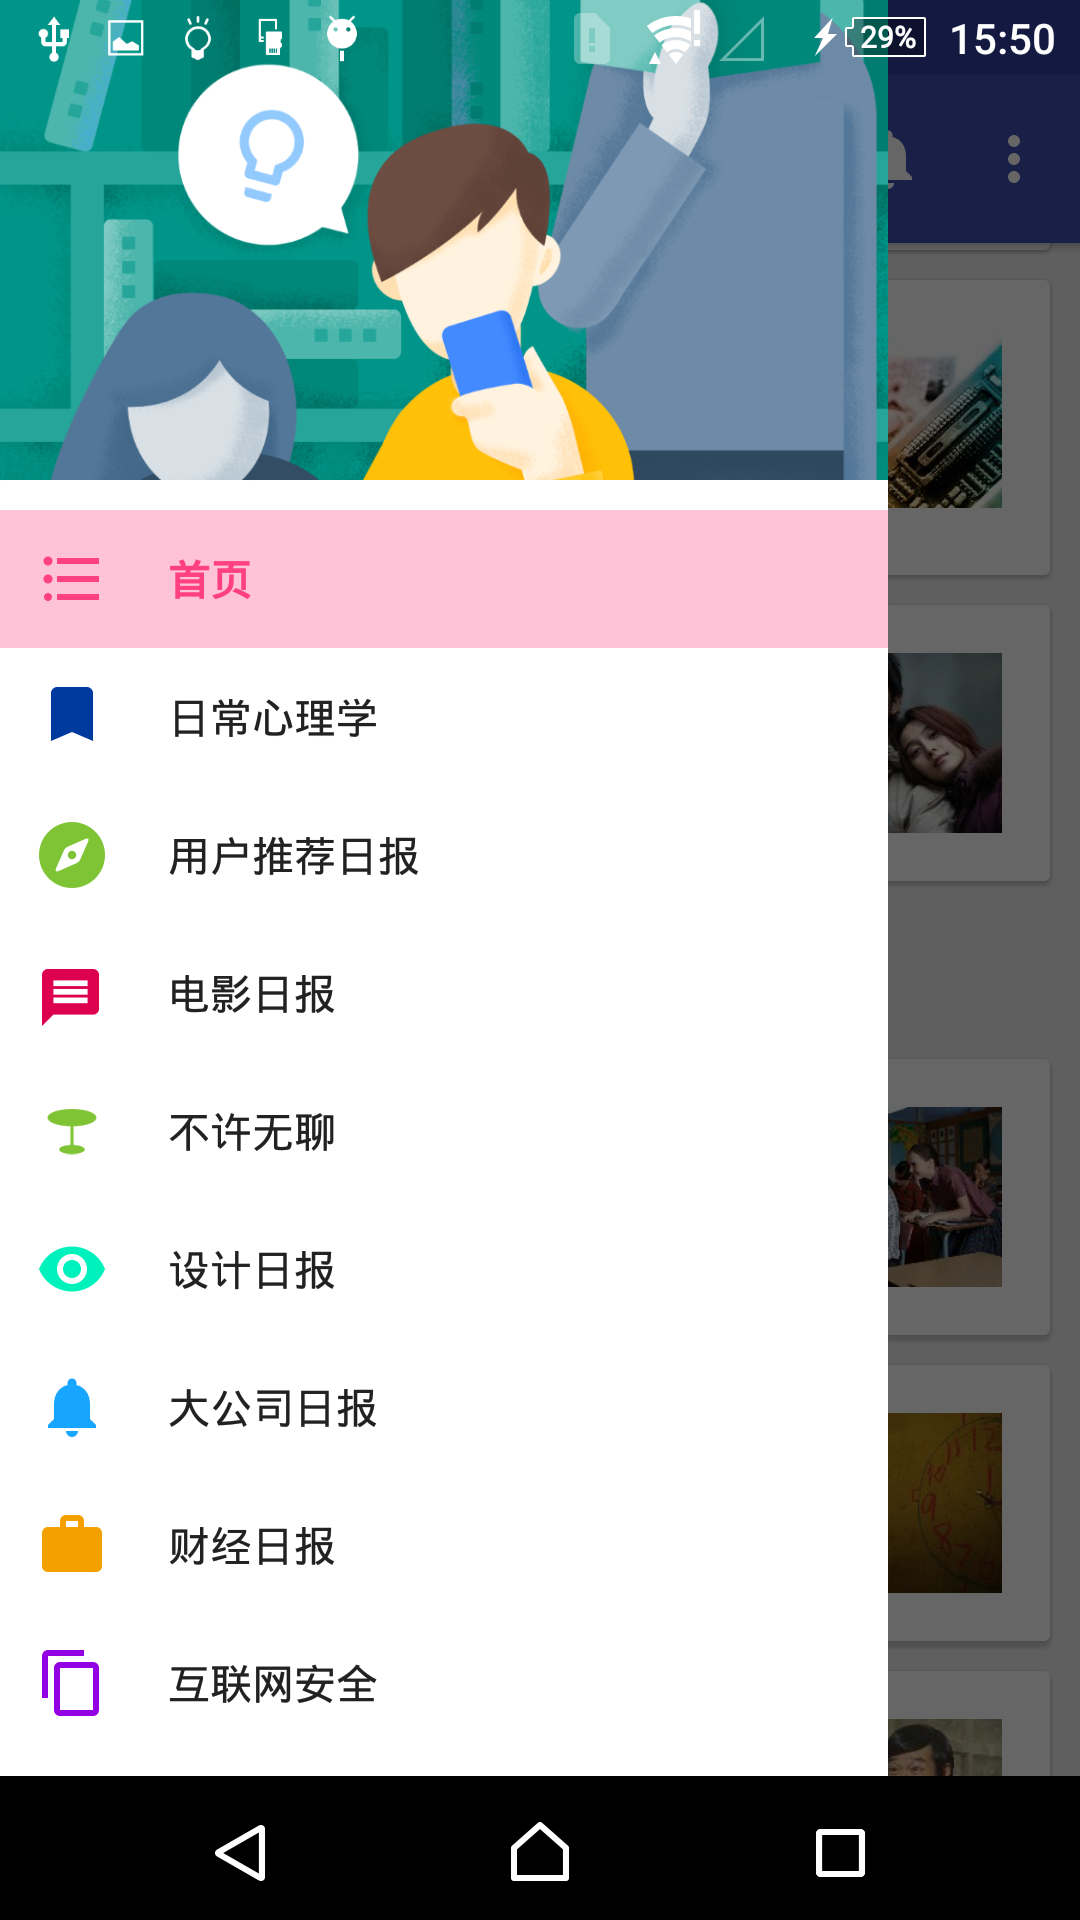 29%
15:50
首页
日常心理学
用户推荐日报
电影日报
不许无聊
设计日报
大公司日报
财经日报
互联网安全